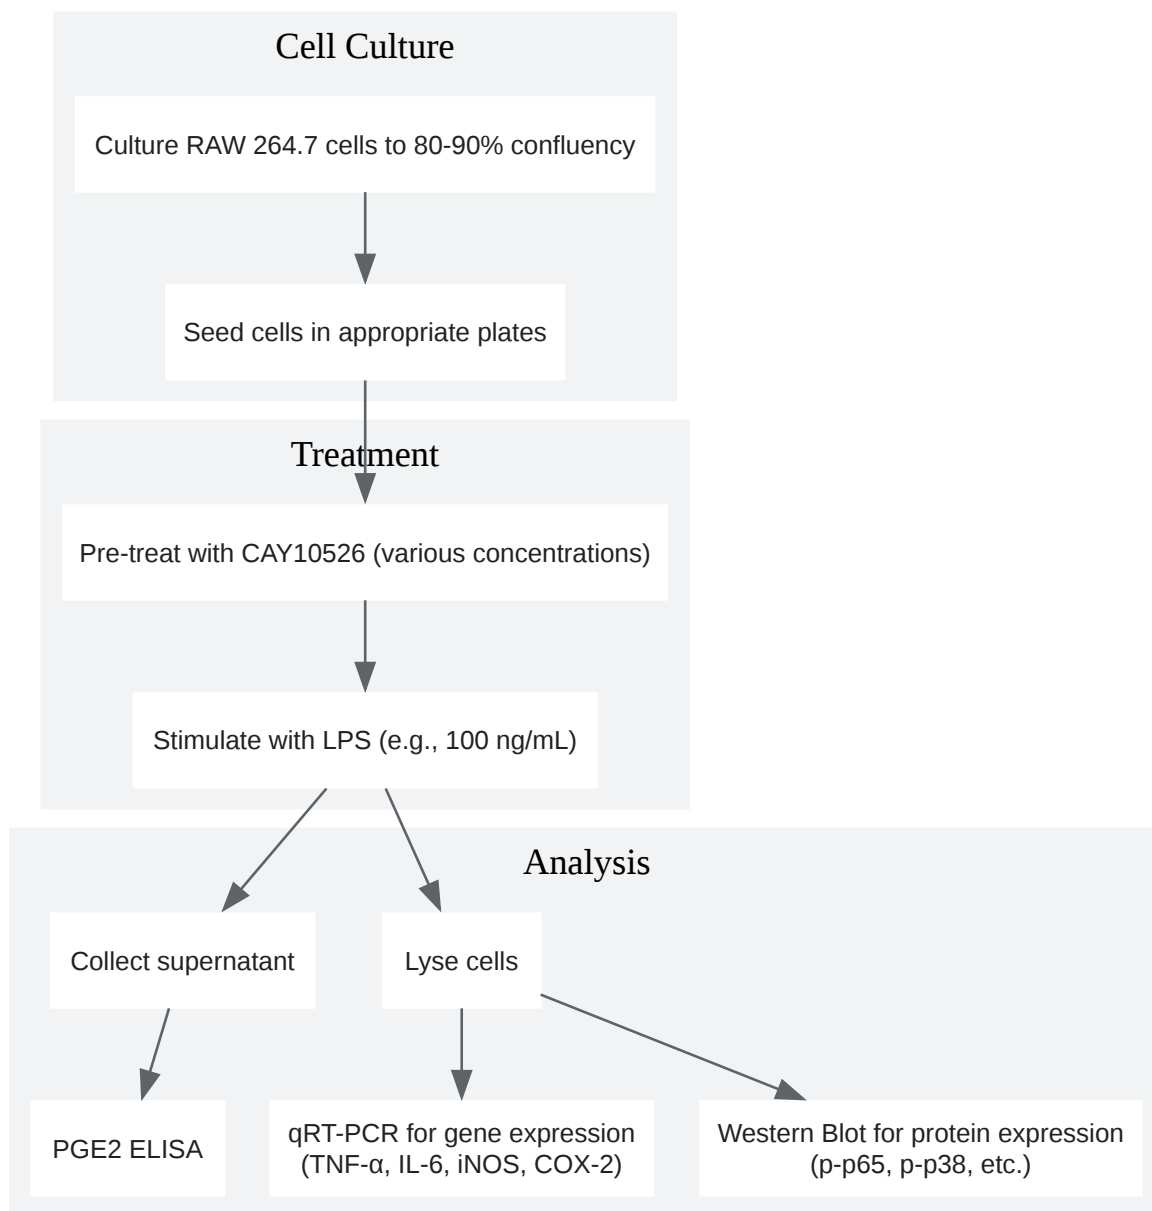 Cell Culture
Culture RAW 264.7 cells to 80-90% confluency
Seed cells in appropriate plates
Treatment
Pre-treat with CAY10526 (various concentrations)
Stimulate with LPS (e.g., 100 ng/mL)
Analysis
Collect supernatant
Lyse cells
PGE2 ELISA
qRT-PCR for gene expression
(TNF-α, IL-6, iNOS, COX-2)
Western Blot for protein expression
(p-p65, p-p38, etc.)